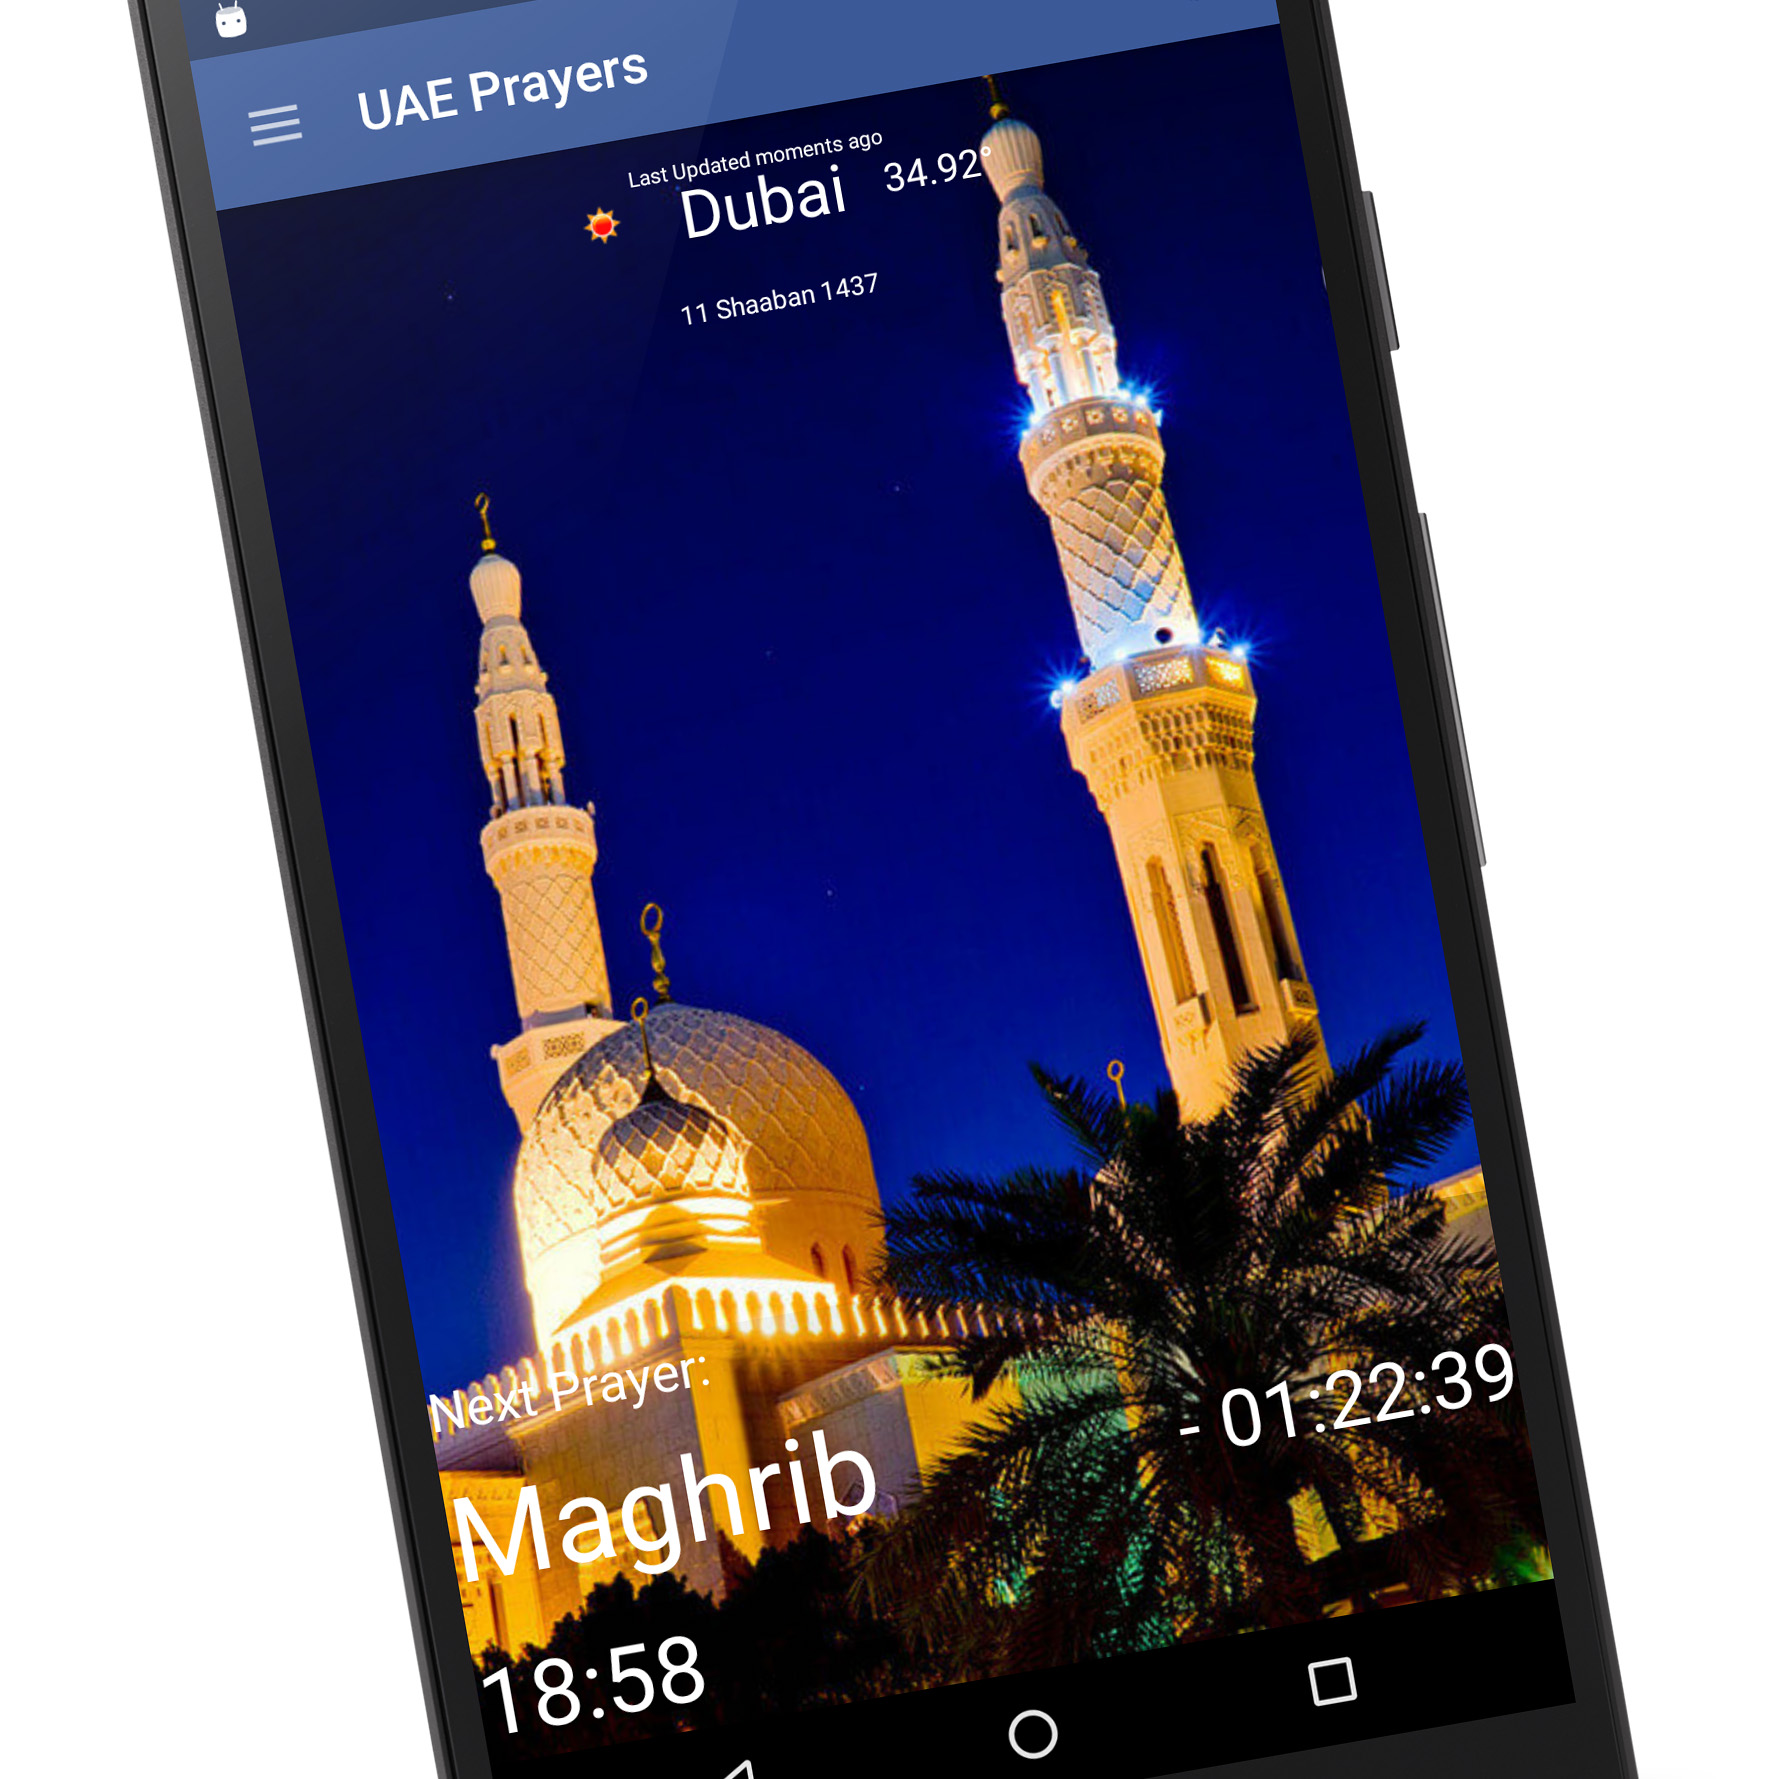 UAE Prayers
Last Updated moments ago
Dubai 34.92°
11 Shaaban 1437
Next Prayer:
- 01:22:39
Maghrib
18:58